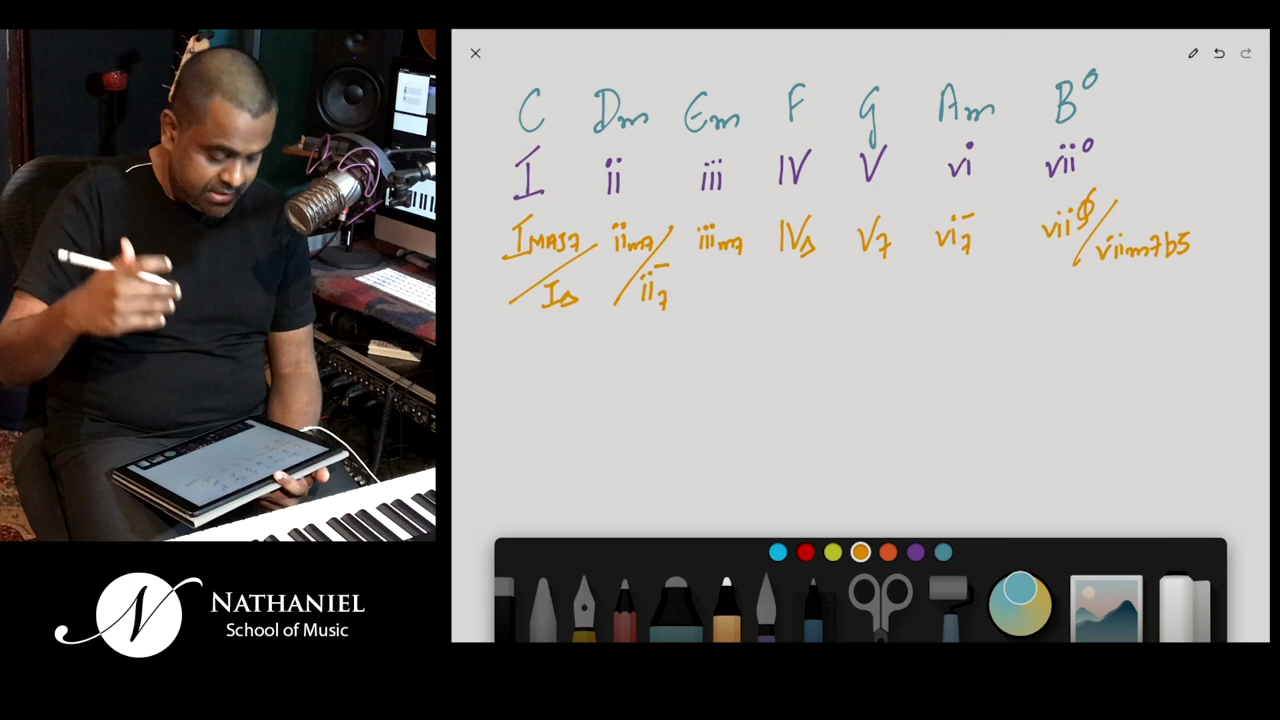 C Dm Em F G Am B°
I ii iii IV V vi vii°
IMAJ7 / iim7 / iiim7 IVΔ V7 vi-7 viiø / viim7b5
IΔ ii-7
NATHANIEL
School of Music